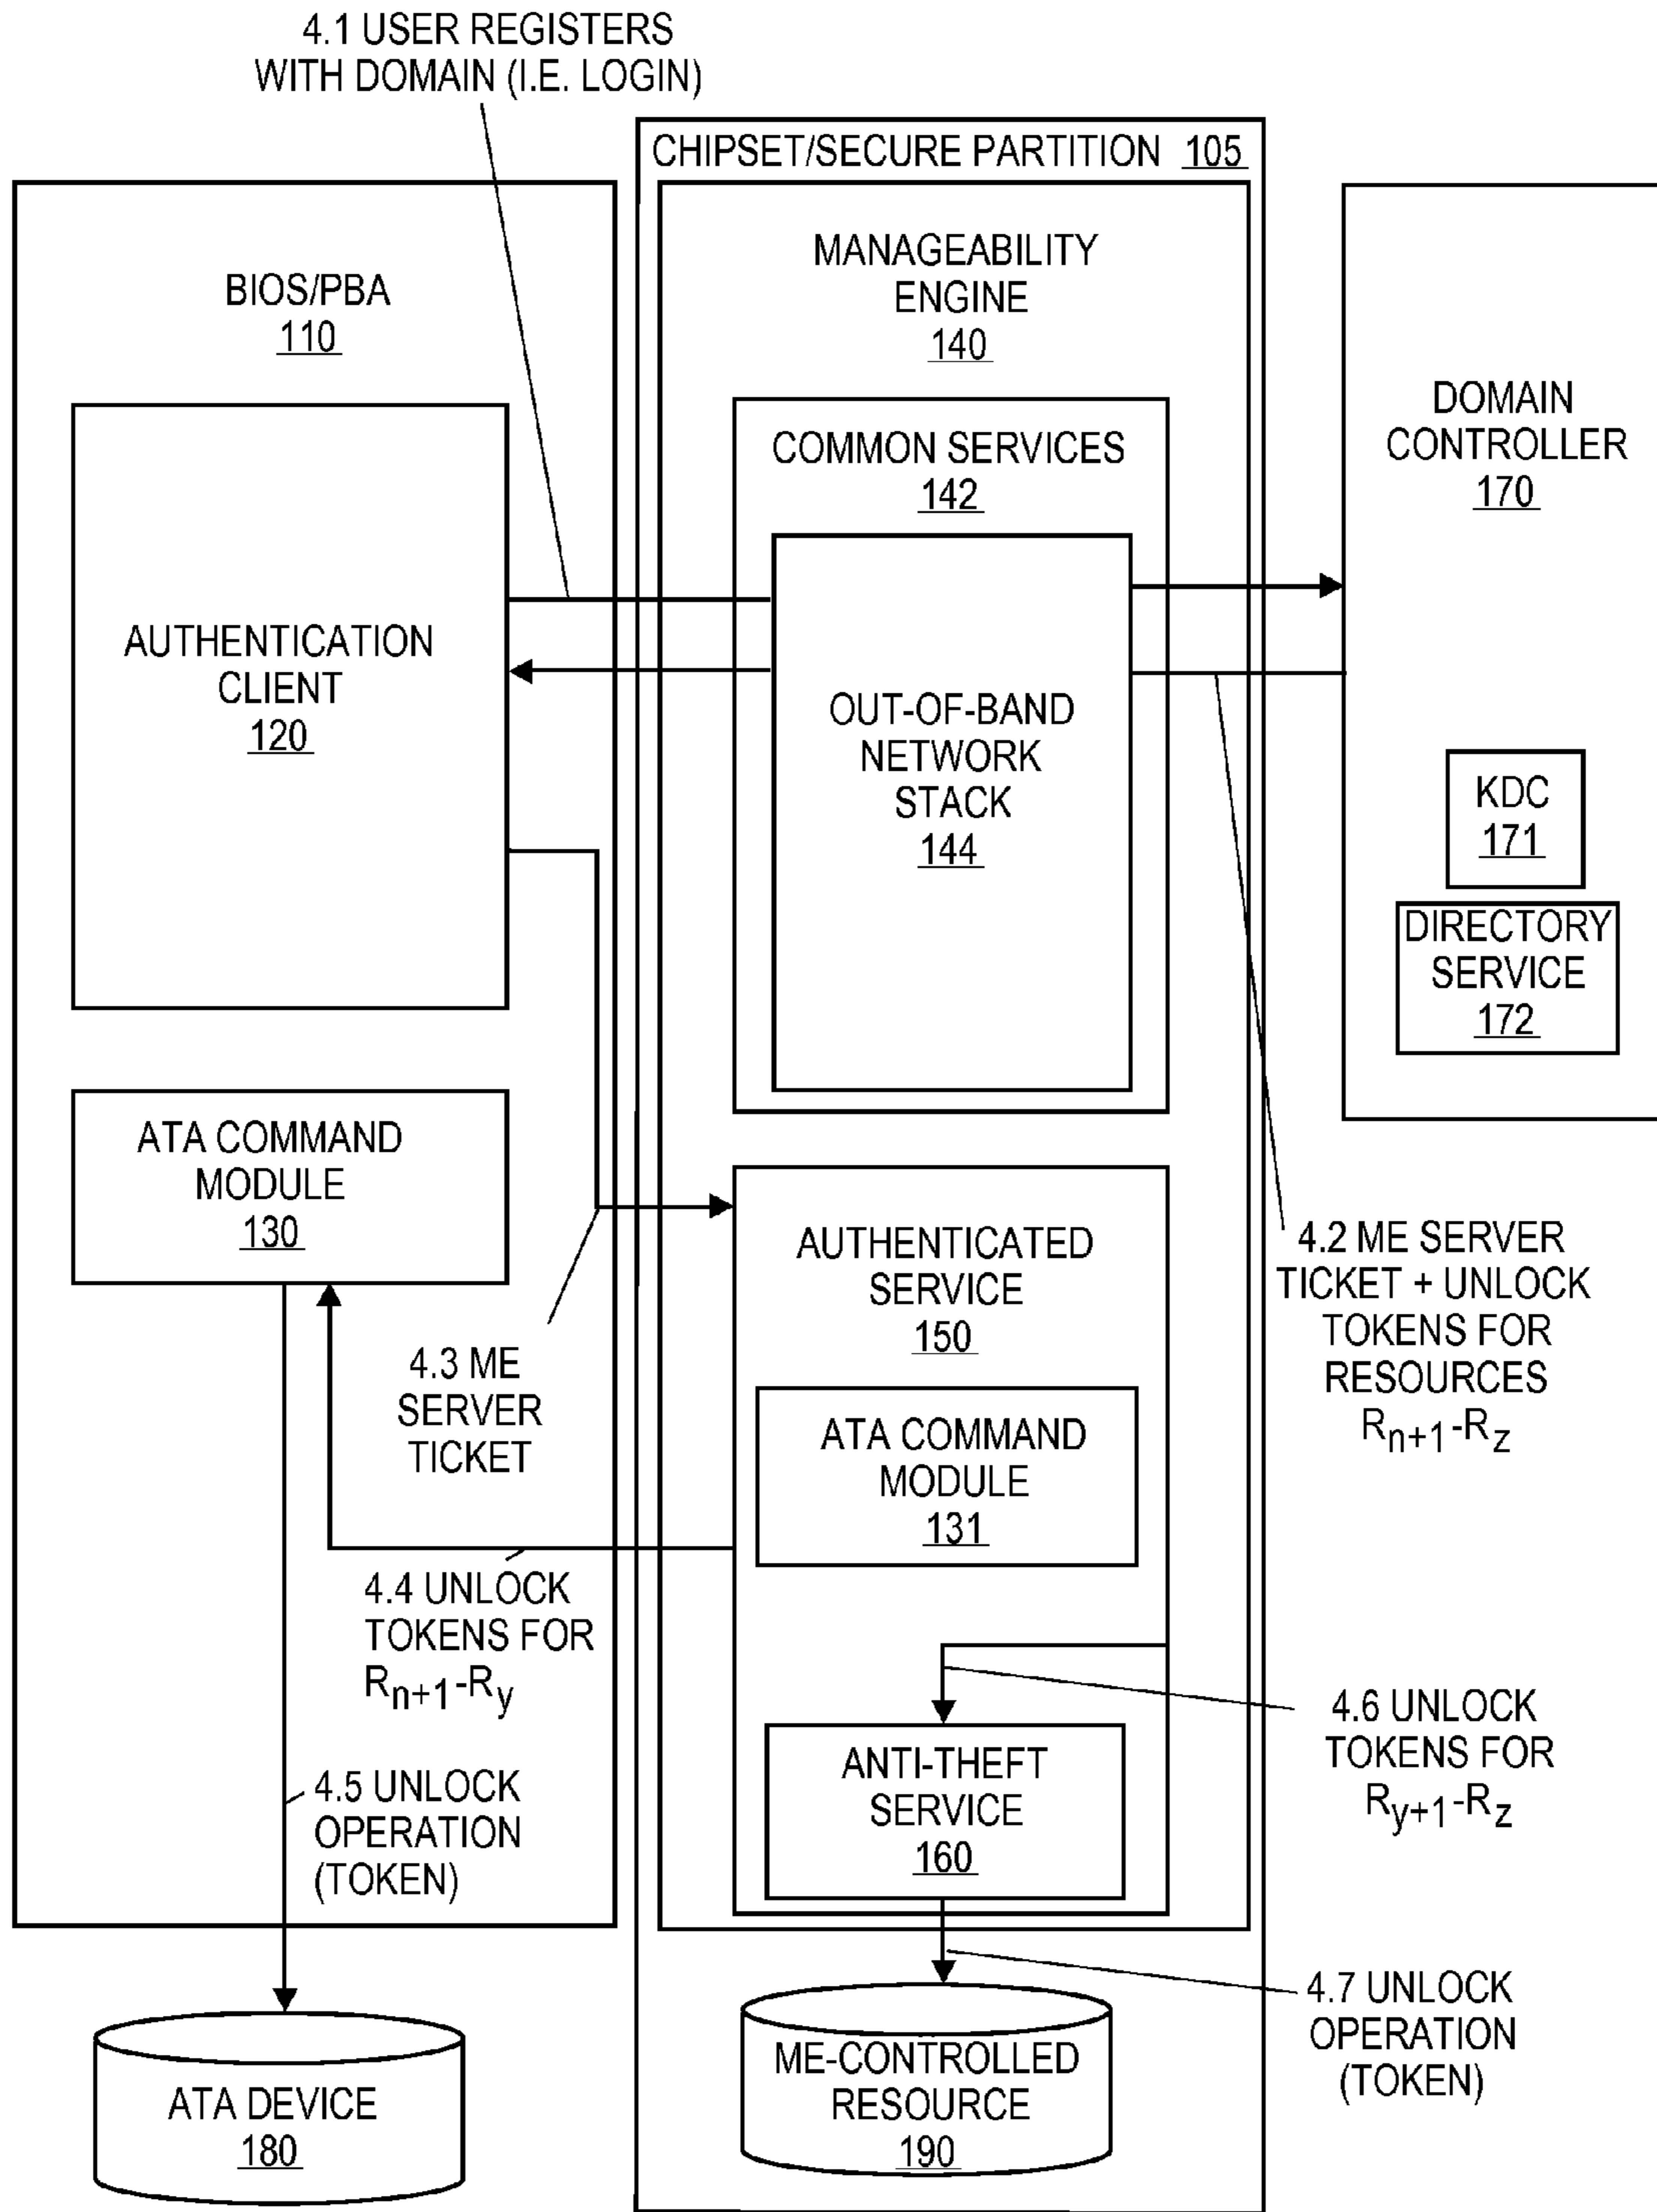 4.1 USER REGISTERS
WITH DOMAIN (I.E. LOGIN)
CHIPSET/SECURE PARTITION 105
BIOS/PBA
110
AUTHENTICATION
CLIENT
120
ATA COMMAND
MODULE
130
MANAGEABILITY
ENGINE
140
COMMON SERVICES
142
OUT-OF-BAND
NETWORK
STACK
144
DOMAIN
CONTROLLER
170
KDC
171
DIRECTORY
SERVICE
172
4.2 ME SERVER
TICKET + UNLOCK
TOKENS FOR
RESOURCES
Rn+1-Rz
AUTHENTICATED
SERVICE
150
ATA COMMAND
MODULE
131
4.3 ME
SERVER
TICKET
4.4 UNLOCK
TOKENS FOR
Rn+1-Ry
4.5 UNLOCK
OPERATION
(TOKEN)
ANTI-THEFT
SERVICE
160
4.6 UNLOCK
TOKENS FOR
Ry+1-Rz
4.7 UNLOCK
OPERATION
(TOKEN)
ATA DEVICE
180
ME-CONTROLLED
RESOURCE
190